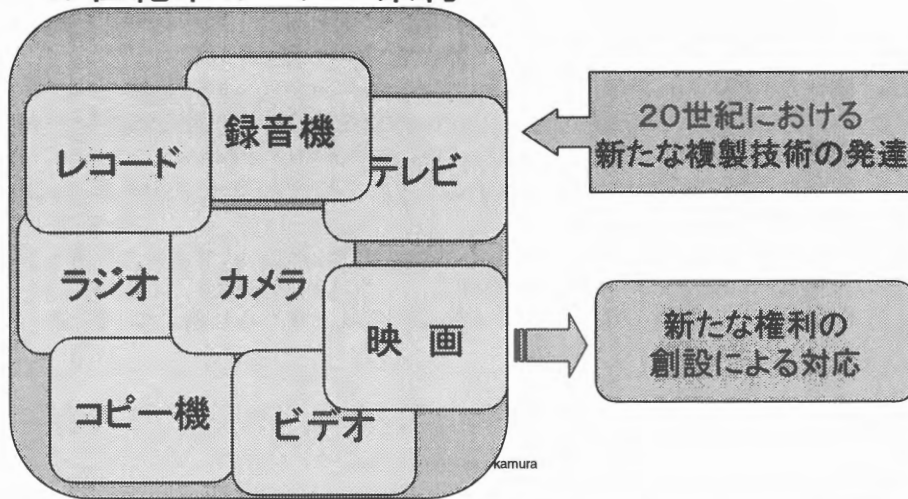 録音機
レコード
テレビ
ラジオ
カメラ
映 画
コピー機
ビデオ
kamura
20世紀における
新たな複製技術の発達
新たな権利の
創設による対応